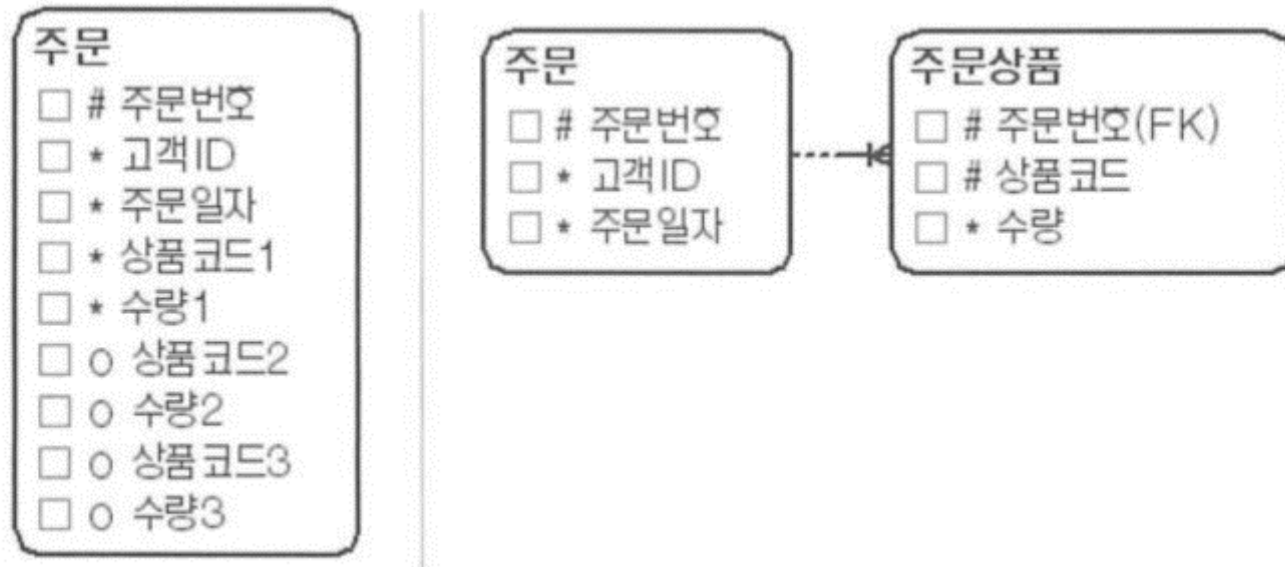 주문
□ # 주문번호
□ * 고객ID
□ * 주문일자
□ * 상품코드1
□ * 수량1
□ o 상품코드2
□ o 수량2
□ o 상품코드3
□ o 수량3
주문
□ # 주문번호
□ * 고객ID
□ * 주문일자
주문상품
□ # 주문번호(FK)
□ # 상품코드
□ * 수량